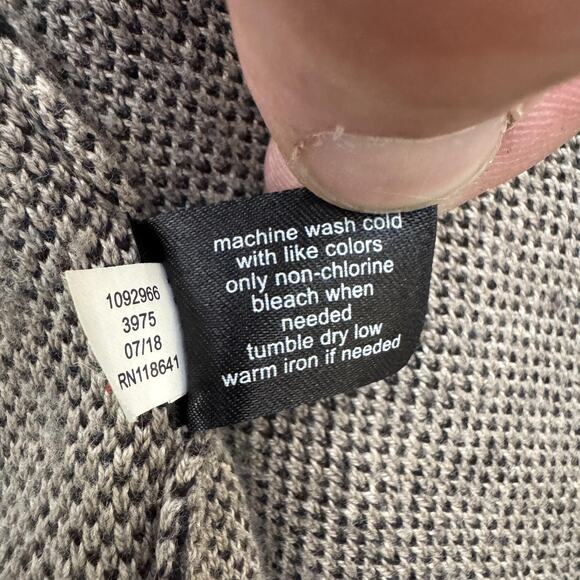 1092966
3975
07/18
RN118641
machine wash cold
with like colors
only non-chlorine
bleach when
needed
tumble dry low
warm iron if needed